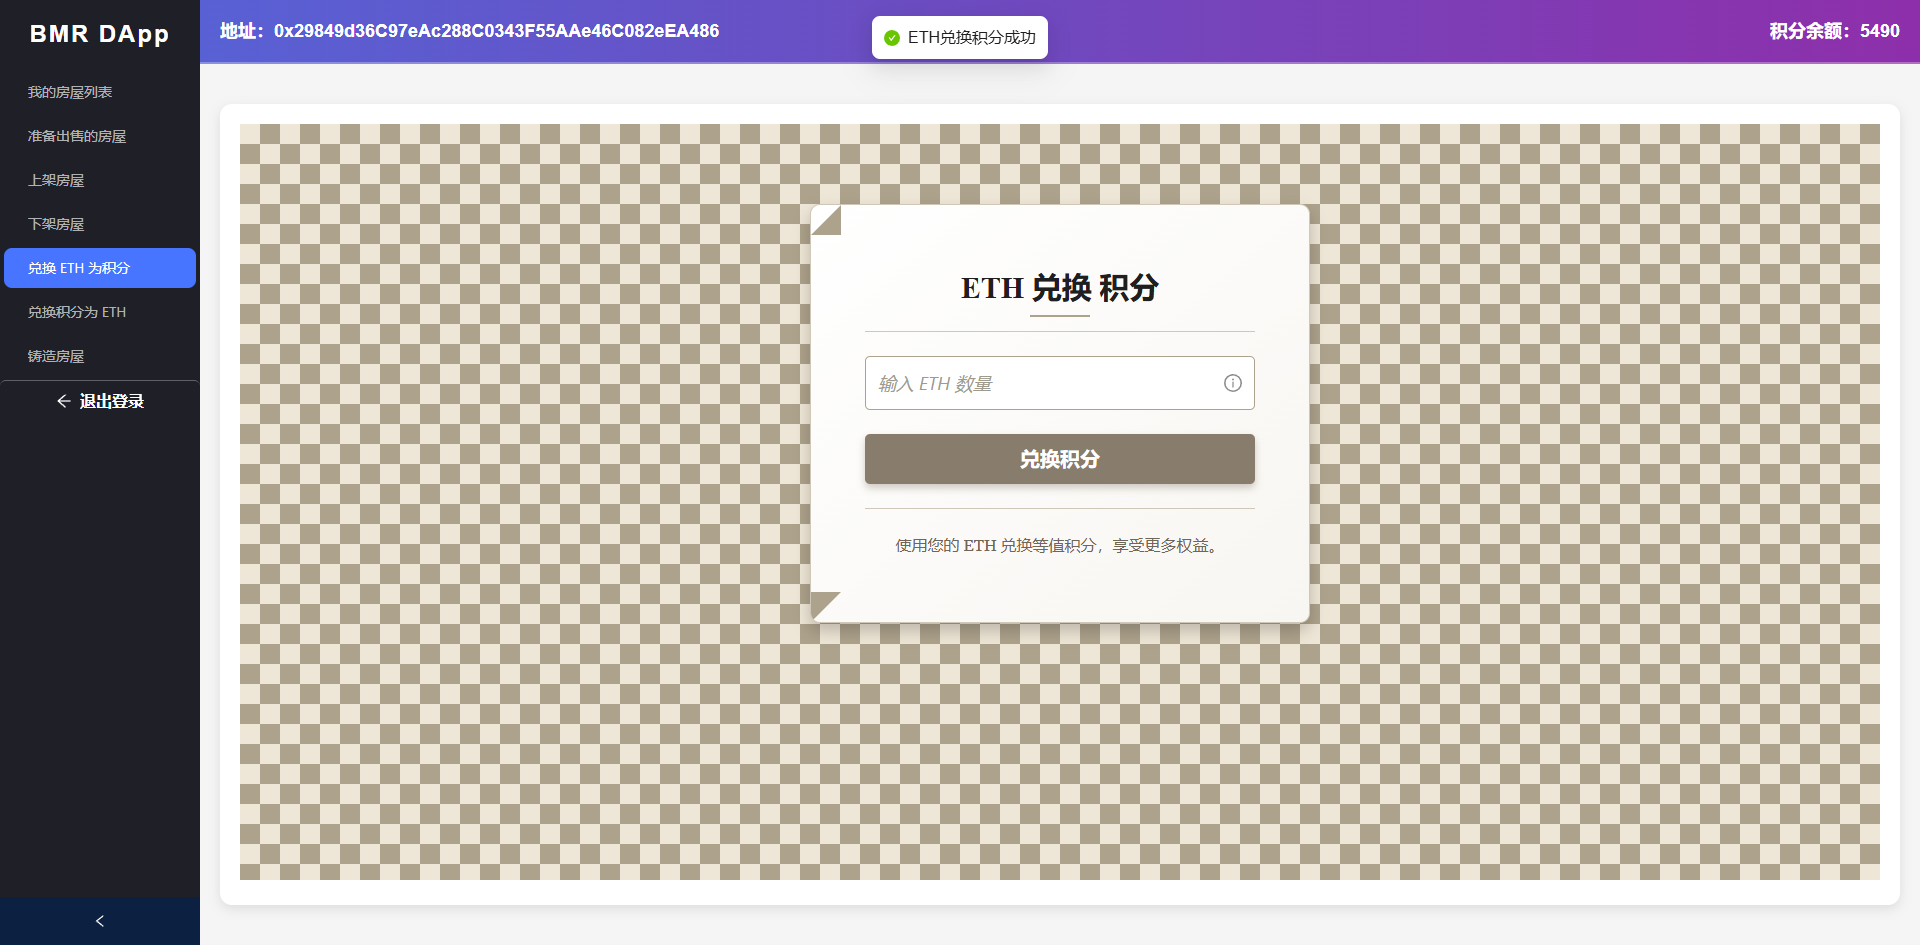 BMR DApp
我的房屋列表
准备出售的房屋
上架房屋
下架房屋
兑换 ETH 为积分
兑换积分为 ETH
铸造房屋
退出登录
地址：0x29849d36C97eAc288C0343F55AAe46C082eEA486
ETH兑换积分成功
积分余额：5490
ETH 兑换 积分
输入 ETH 数量
兑换积分
使用您的 ETH 兑换等值积分，享受更多权益。